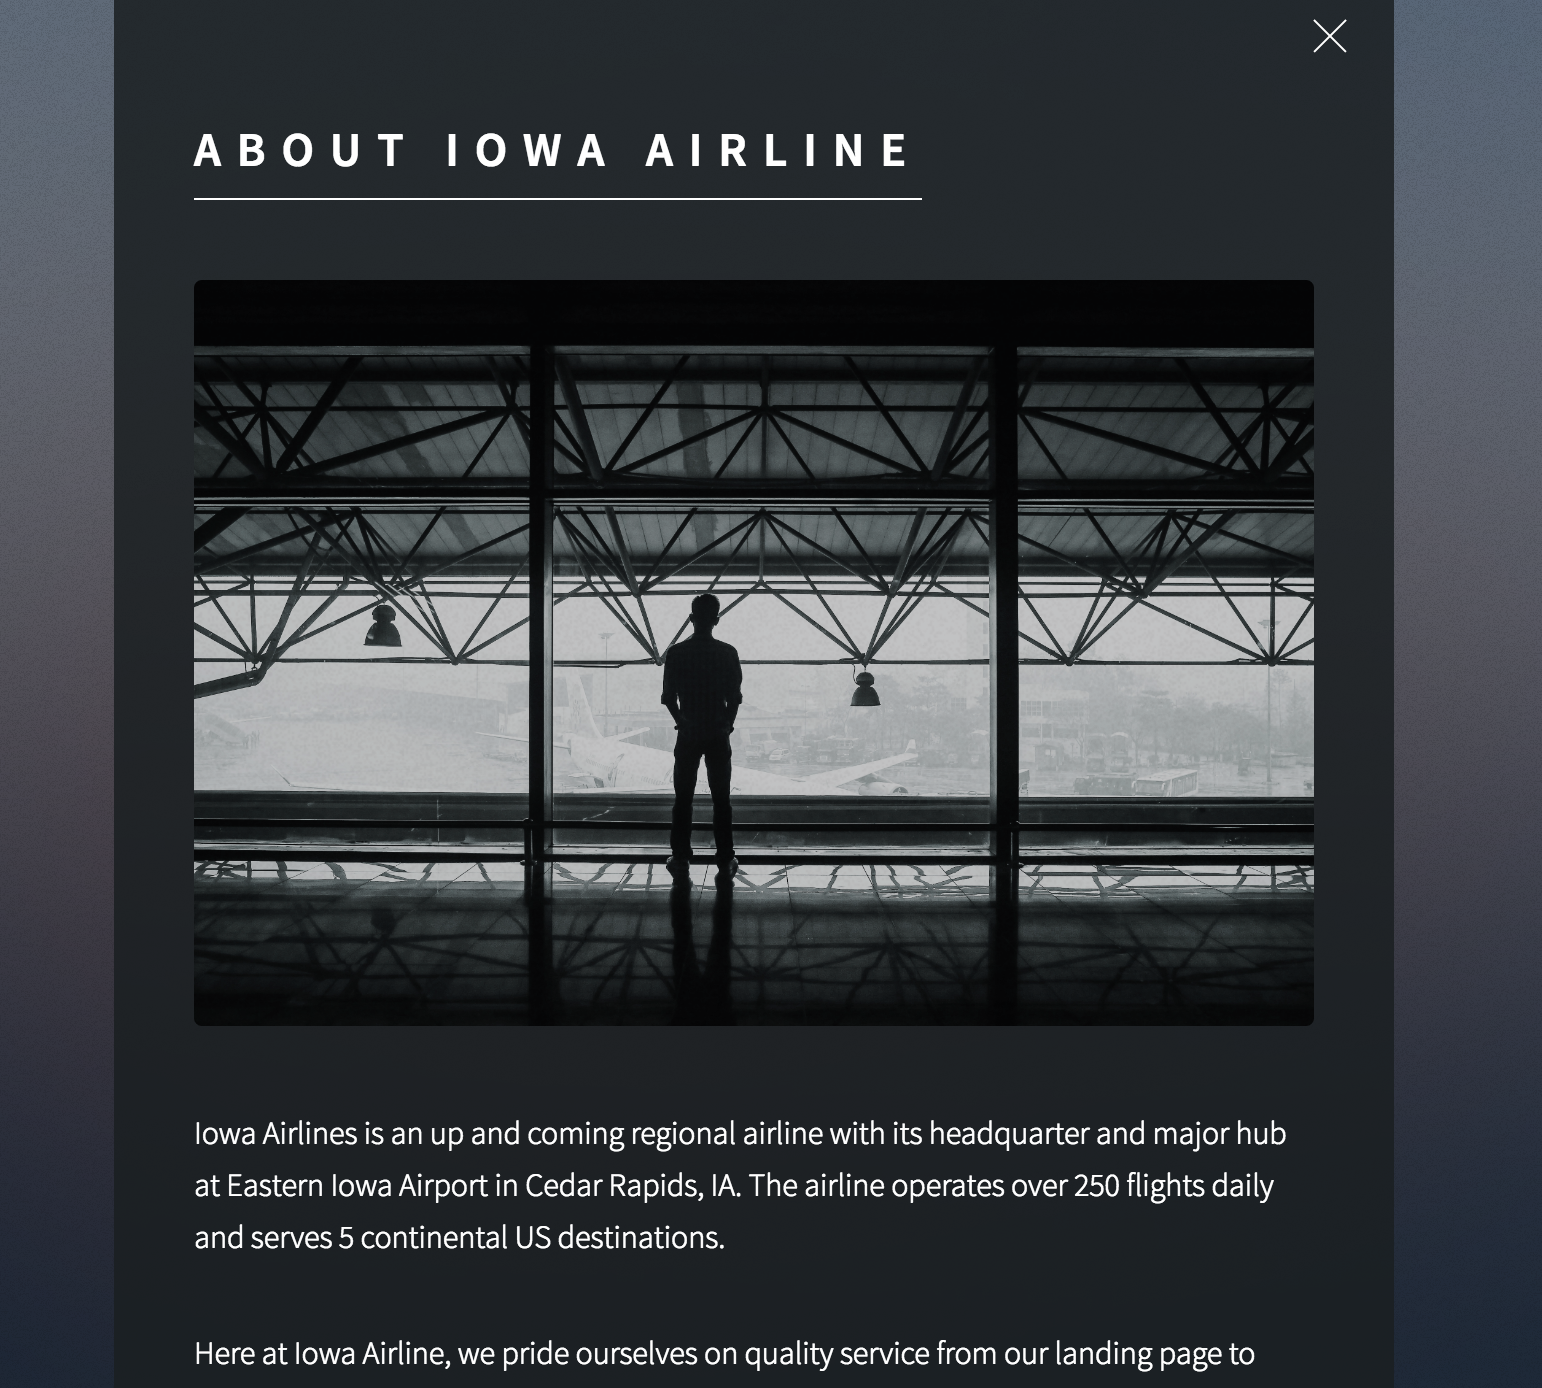 ABOUT IOWA AIRLINE
Iowa Airlines is an up and coming regional airline with its headquarter and major hub
at Eastern Iowa Airport in Cedar Rapids, IA. The airline operates over 250 flights daily
and serves 5 continental US destinations.
Here at Iowa Airline, we pride ourselves on quality service from our landing page to